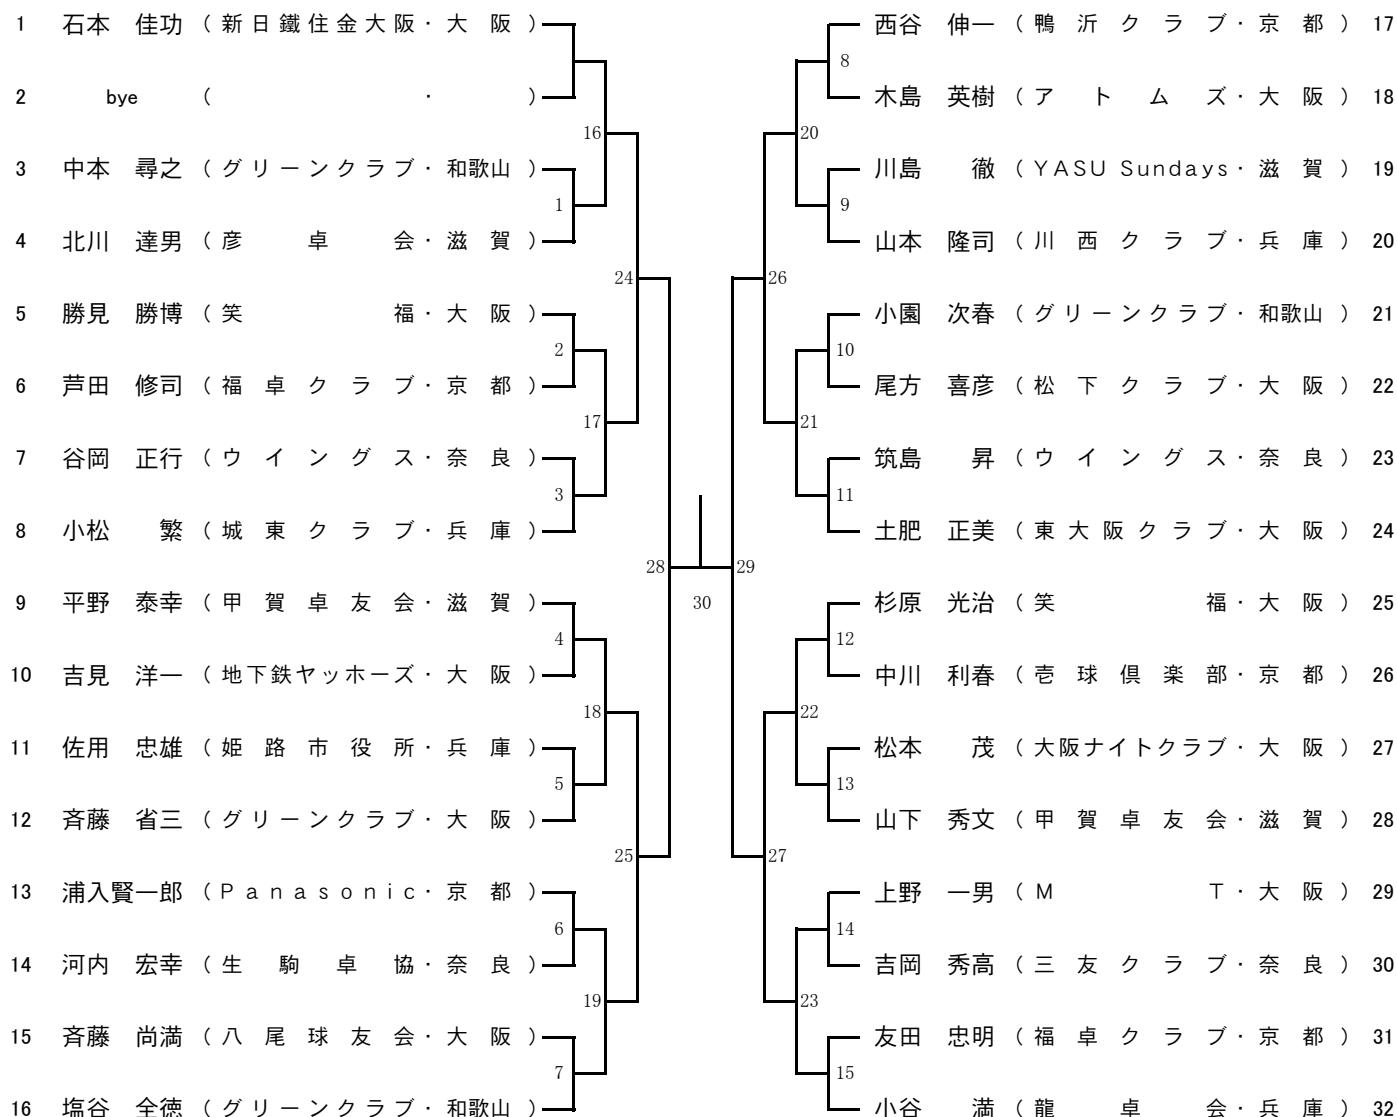 1 石本 佳功 (新日鐵住金大阪・大阪)
2 bye ( ・ )
3 中本 尋之 (グリーンクラブ・和歌山)
4 北川 達男 (彦卓会・滋賀)
5 勝見 勝博 (笑福・大阪)
6 芦田 修司 (福卓クラブ・京都)
7 谷岡 正行 (ウイングス・奈良)
8 小松 繁 (城東クラブ・兵庫)
9 平野 泰幸 (甲賀卓友会・滋賀)
10 吉見 洋一 (地下鉄ヤッホーズ・大阪)
11 佐用 忠雄 (姫路市役所・兵庫)
12 斉藤 省三 (グリーンクラブ・大阪)
13 浦入賢一郎 (Panasonic・京都)
14 河内 宏幸 (生駒卓協・奈良)
15 斉藤 尚満 (八尾球友会・大阪)
16 塩谷 全徳 (グリーンクラブ・和歌山)
1
2
3
4
5
6
7
16
17
18
19
24
25
28
30
29
26
27
20
21
22
23
8
9
10
11
12
13
14
15
西谷 伸一 (鴨沂クラブ・京都) 17
木島 英樹 (アトムズ・大阪) 18
川島 徹 (YASU Sundays・滋賀) 19
山本 隆司 (川西クラブ・兵庫) 20
小園 次春 (グリーンクラブ・和歌山) 21
尾方 喜彦 (松下クラブ・大阪) 22
筑島 昇 (ウイングス・奈良) 23
土肥 正美 (東大阪クラブ・大阪) 24
杉原 光治 (笑福・大阪) 25
中川 利春 (壱球倶楽部・京都) 26
松本 茂 (大阪ナイトクラブ・大阪) 27
山下 秀文 (甲賀卓友会・滋賀) 28
上野 一男 (MT・大阪) 29
吉岡 秀高 (三友クラブ・奈良) 30
友田 忠明 (福卓クラブ・京都) 31
小谷 満 (龍卓会・兵庫) 32